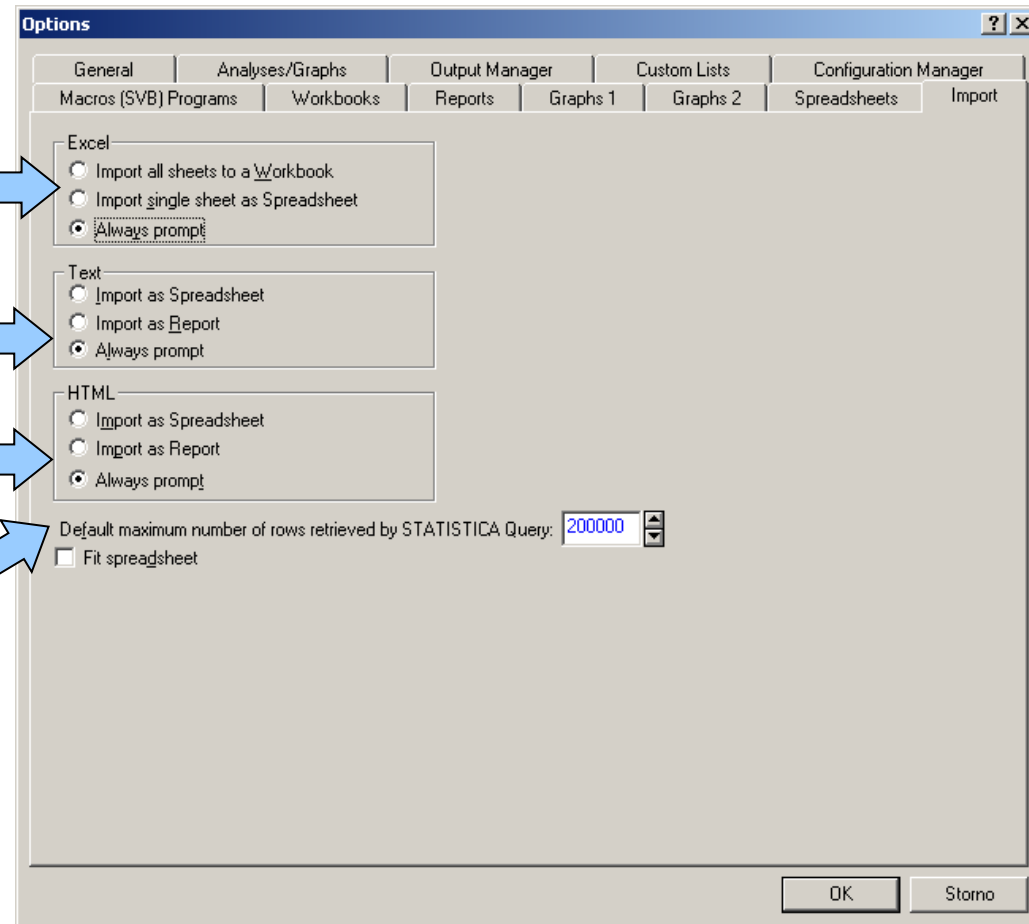 Options
General Analyses/Graphs Output Manager Custom Lists Configuration Manager
Macros (SVB) Programs Workbooks Reports Graphs 1 Graphs 2 Spreadsheets Import
Excel
Import all sheets to a Workbook
Import single sheet as Spreadsheet
Always prompt
Text
Import as Spreadsheet
Import as Report
Always prompt
HTML
Import as Spreadsheet
Import as Report
Always prompt
Default maximum number of rows retrieved by STATISTICA Query: 200000
Fit spreadsheet
OK Storno